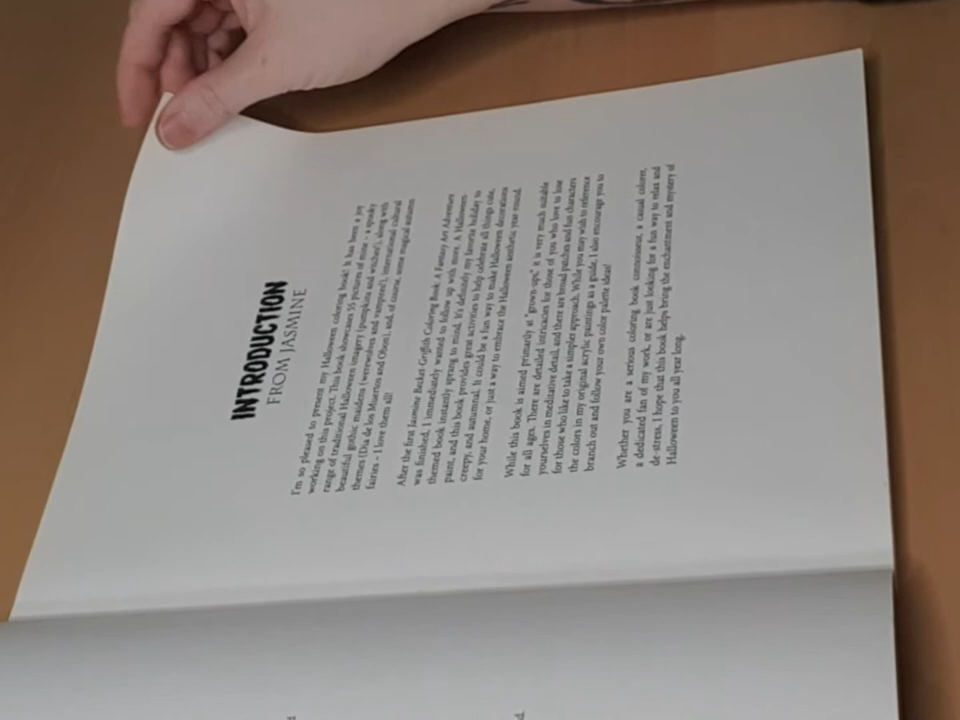 INTRODUCTION
FROM JASMINE
I'm so pleased to present my Halloween coloring book! It has been a joy
working on this project. This book showcases 55 pictures of mine - a spooky
range of traditional Halloween imagery (pumpkins and witches!), along with
beautiful gothic maidens (werewolves and vampires!), international cultural
themes (Dia de los Muertos and Obon), and, of course, some magical autumn
fairies – I love them all!
After the first Jasmine Becket-Griffith Coloring Book: A Fantasy Art Adventure
was finished, I immediately wanted to follow up with more. A Halloween-
themed book instantly sprang to mind. It's definitely my favorite holiday to
paint, and this book provides great activities to help celebrate all things cute,
creepy, and autumnal. It could be a fun way to make Halloween decorations
for your home, or just a way to embrace the Halloween aesthetic year round.
While this book is aimed primarily at "grown-ups," it is very much suitable
for all ages. There are detailed intricacies for those of you who love to lose
yourselves in meditative detail, and there are broad patches and fun characters
for those who like to take a simpler approach. While you may wish to reference
the colors in my original acrylic paintings as a guide, I also encourage you to
branch out and follow your own color palette ideas!
Whether you are a serious coloring book connoisseur, a casual colorer,
a dedicated fan of my work, or are just looking for a fun way to relax and
de-stress, I hope that this book helps bring the enchantment and mystery of
Halloween to you all year long.